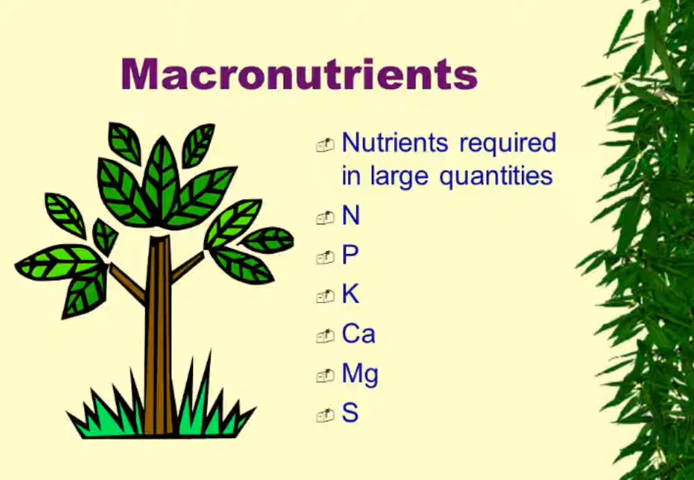 Macronutrients
Nutrients required
in large quantities
N
P
K
Ca
Mg
S